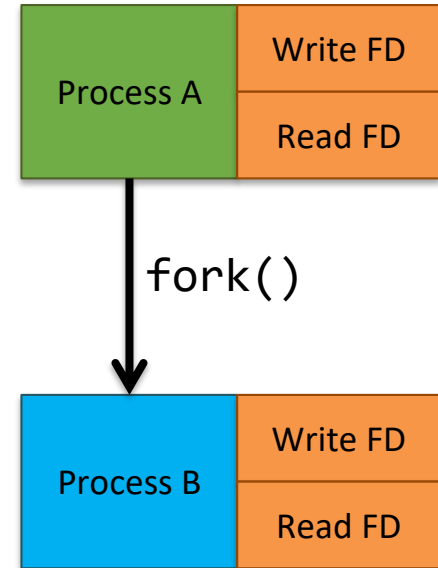 Process A
Write FD
Read FD
fork()
Process B
Write FD
Read FD